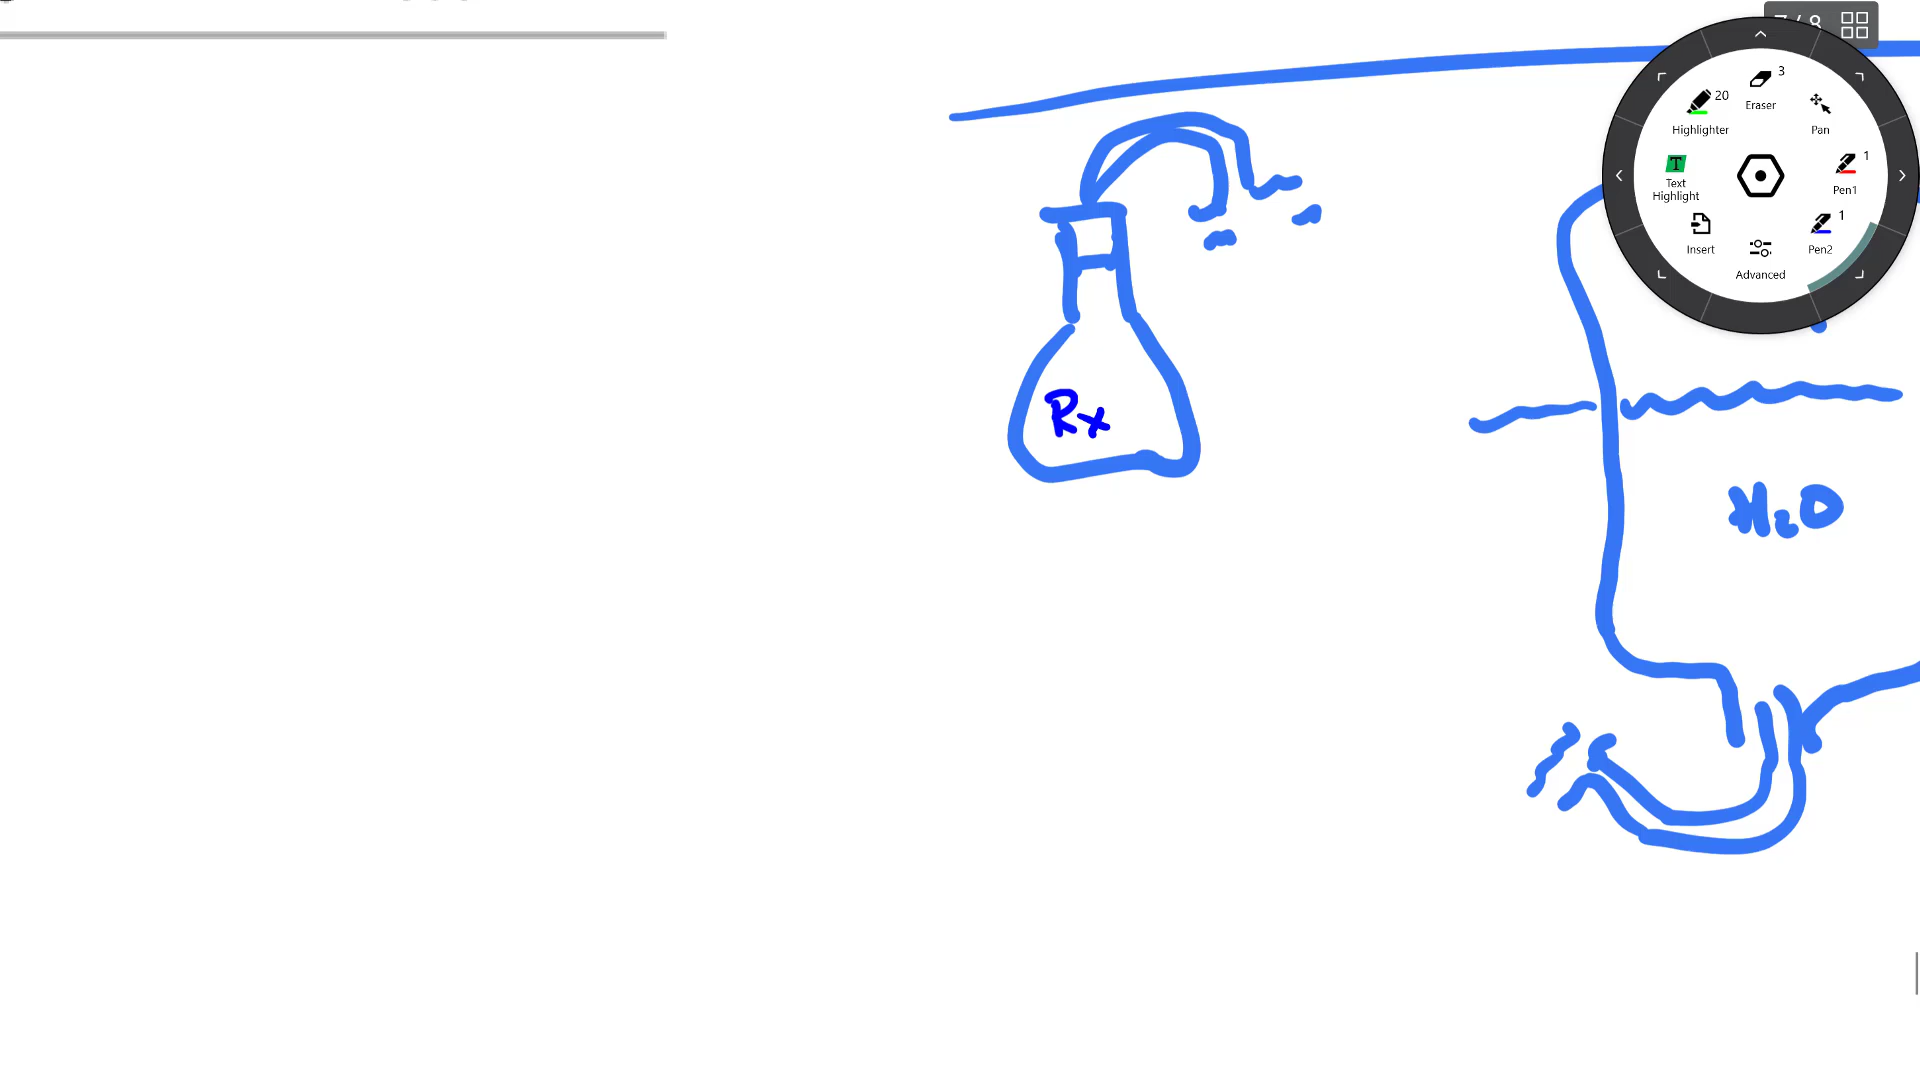 3
Eraser
20
Highlighter
Pan
T
Text
Highlight
1
Pen1
Insert
1
Pen2
Advanced
Rx
H₂O